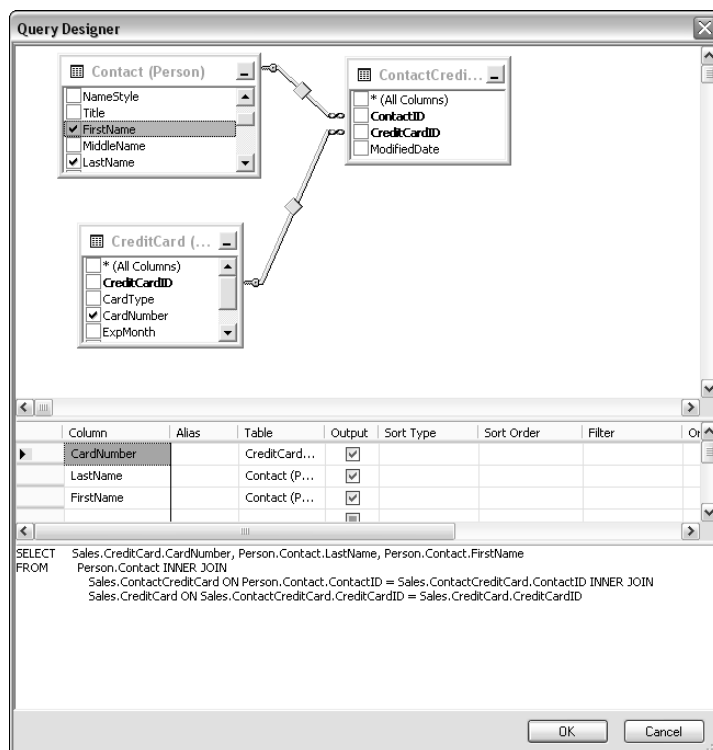 Query Designer
Contact (Person)
NameStyle
Title
FirstName
MiddleName
LastName
ContactCredi...
* (All Columns)
ContactID
CreditCardID
ModifiedDate
CreditCard (...
* (All Columns)
CreditCardID
CardType
CardNumber
ExpMonth
Column Alias Table Output Sort Type Sort Order Filter Or
CardNumber CreditCard...
LastName Contact (P...
FirstName Contact (P...
SELECT Sales.CreditCard.CardNumber, Person.Contact.LastName, Person.Contact.FirstName
FROM Person.Contact INNER JOIN
Sales.ContactCreditCard ON Person.Contact.ContactID = Sales.ContactCreditCard.ContactID INNER JOIN
Sales.CreditCard ON Sales.ContactCreditCard.CreditCardID = Sales.CreditCard.CreditCardID
OK Cancel